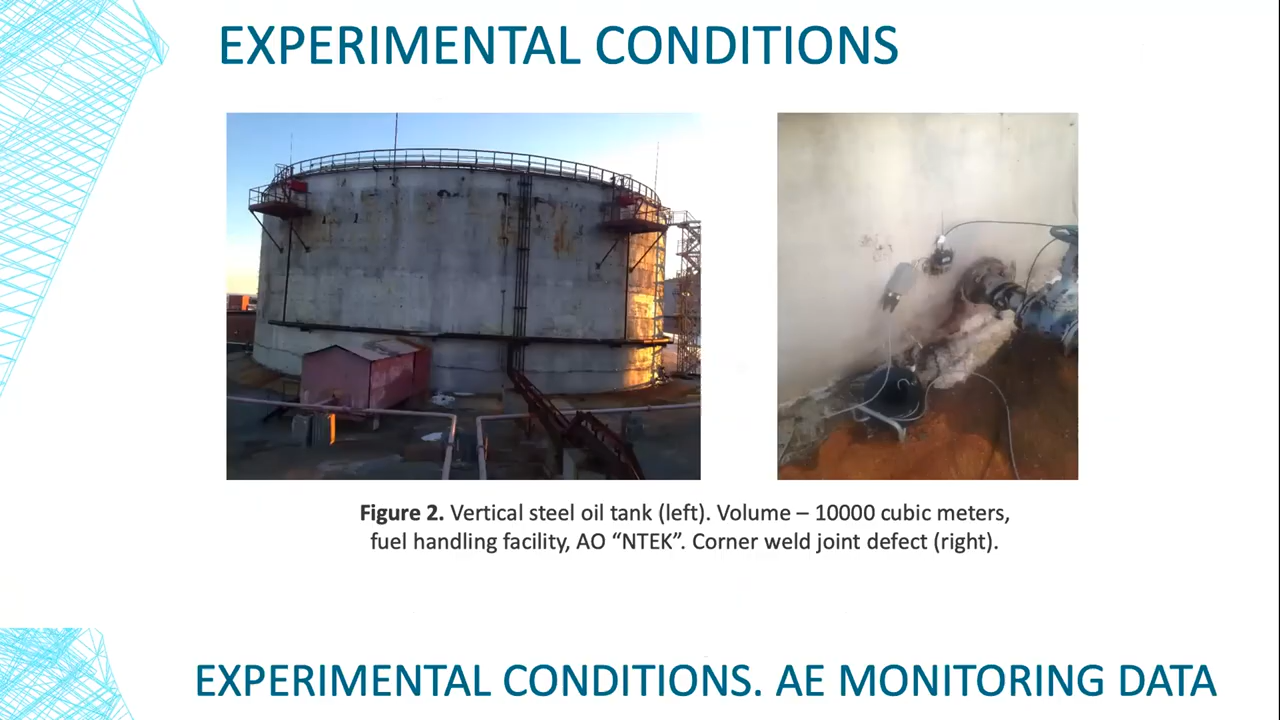 EXPERIMENTAL CONDITIONS
Figure 2. Vertical steel oil tank (left). Volume – 10000 cubic meters,
fuel handling facility, AO “NTEK”. Corner weld joint defect (right).
EXPERIMENTAL CONDITIONS. AE MONITORING DATA